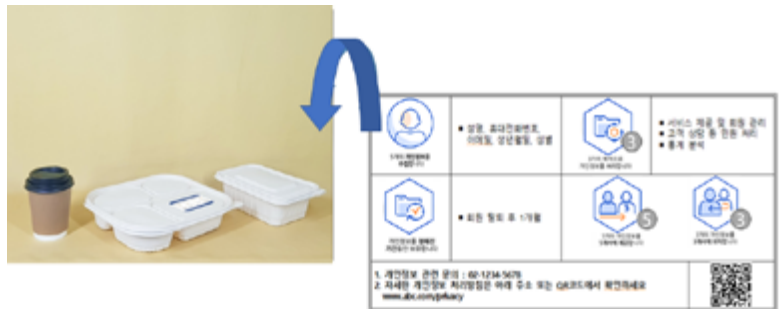 ▪ 성명, 휴대전화번호,
이메일, 생년월일, 성별
3
▪ 서비스 제공 및 회원 관리
▪ 고객 상담 등 민원 처리
▪ 통계 분석
▪ 회원 탈퇴 후 1개월
5
3
1. 개인정보 관련 문의 : 02-1234-5678
2. 자세한 개인정보 처리방침은 아래 주소 또는 QR코드에서 확인하세요
www.abc.com/privacy